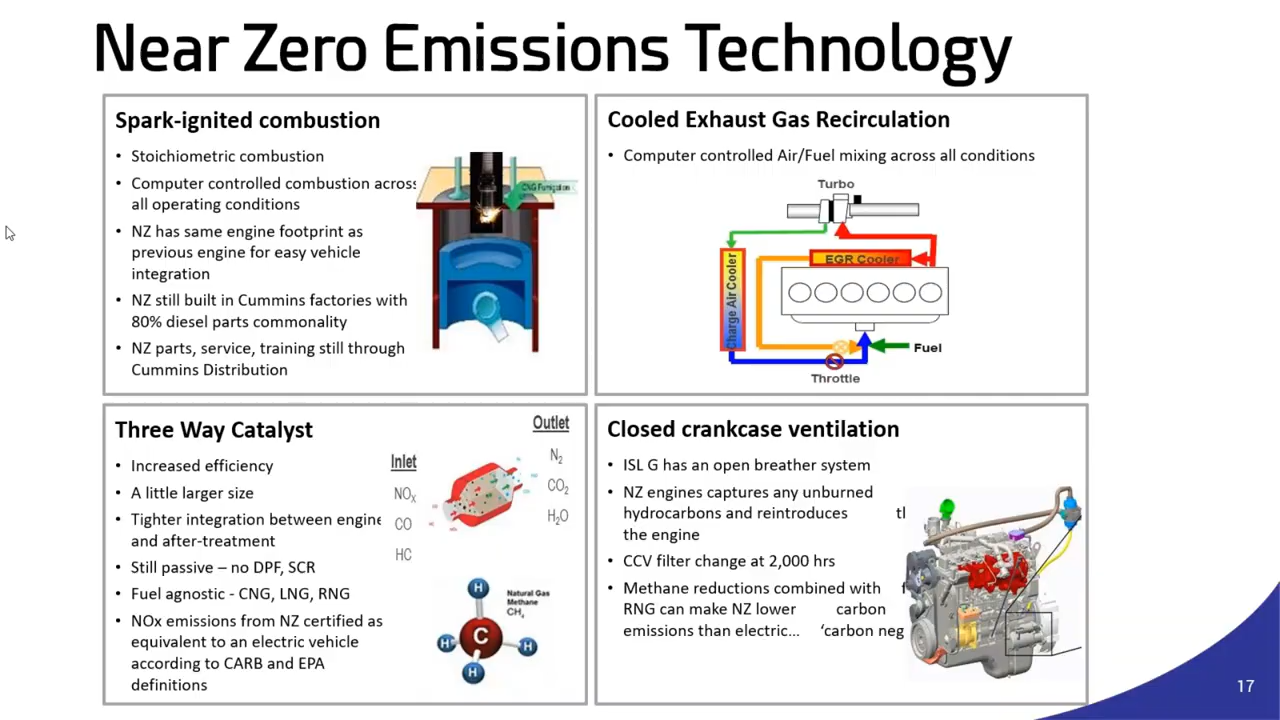 Near Zero Emissions Technology
Spark-ignited combustion
• Stoichiometric combustion
• Computer controlled combustion across
all operating conditions
• NZ has same engine footprint as
previous engine for easy vehicle
integration
• NZ still built in Cummins factories with
80% diesel parts commonality
• NZ parts, service, training still through
Cummins Distribution
CNG Fumigation
Cooled Exhaust Gas Recirculation
• Computer controlled Air/Fuel mixing across all conditions
Turbo
EGR Cooler
Charge Air Cooler
Fuel
Throttle
Three Way Catalyst
• Increased efficiency
• A little larger size
• Tighter integration between engine
and after-treatment
• Still passive – no DPF, SCR
• Fuel agnostic - CNG, LNG, RNG
• NOx emissions from NZ certified as
equivalent to an electric vehicle
according to CARB and EPA
definitions
Inlet
NOX
CO
HC
Outlet
N2
CO2
H2O
H
H
C
H
H
Natural Gas
Methane
CH4
Closed crankcase ventilation
• ISL G has an open breather system
• NZ engines captures any unburned
hydrocarbons and reintroduces
the engine
• CCV filter change at 2,000 hrs
• Methane reductions combined with
RNG can make NZ lower carbon
emissions than electric... ‘carbon neg
17